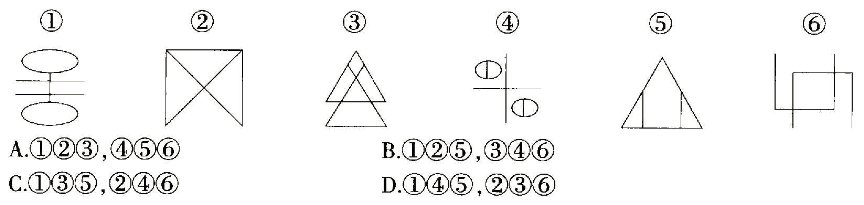 ① ② ③ ④ ⑤ ⑥
A.①②③,④⑤⑥ B.①②⑤,③④⑥
C.①③⑤,②④⑥ D.①④⑤,②③⑥